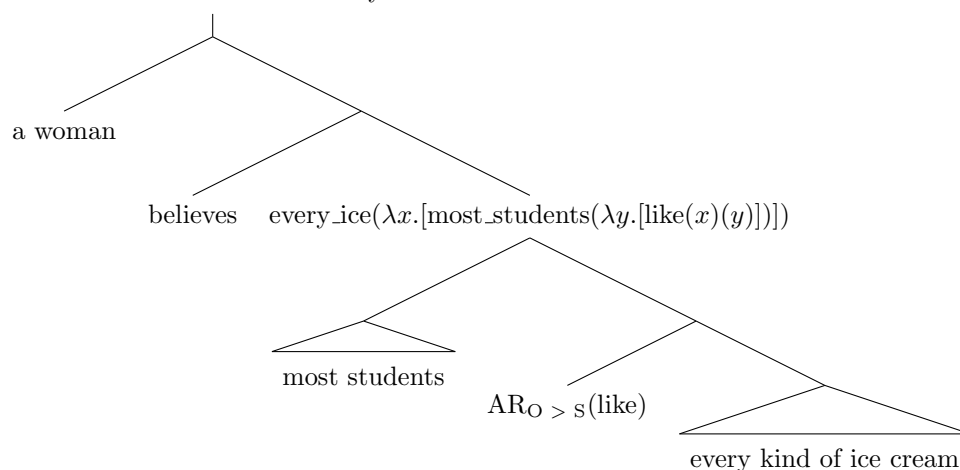 a woman
believes every_ice(λx.[most_students(λy.[like(x)(y)])])
most students
AR_{O > S}(like)
every kind of ice cream